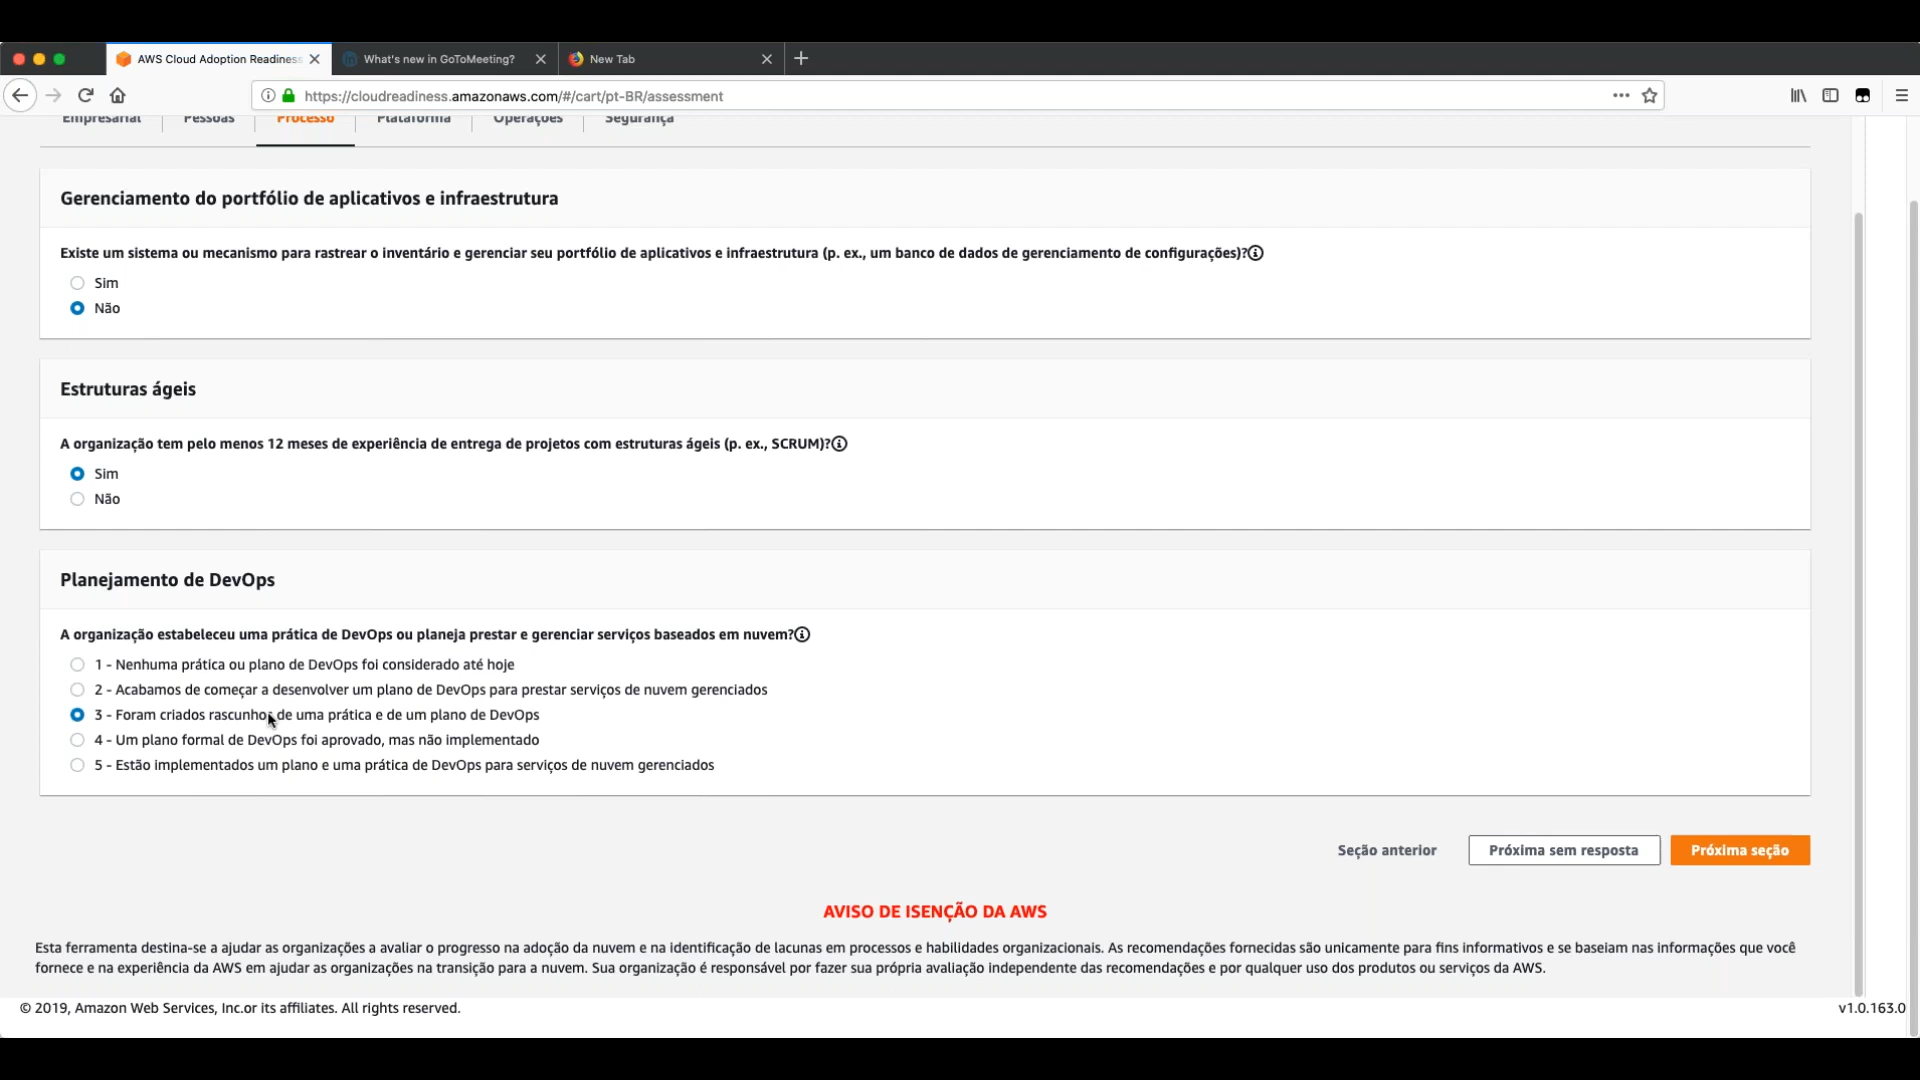 AWS Cloud Adoption Readiness
What's new in GoToMeeting?
New Tab
https://cloudreadiness.amazonaws.com/#/cart/pt-BR/assessment
Empresarial Pessoas Processo Plataforma Operações Segurança
Gerenciamento do portfólio de aplicativos e infraestrutura
Existe um sistema ou mecanismo para rastrear o inventário e gerenciar seu portfólio de aplicativos e infraestrutura (p. ex., um banco de dados de gerenciamento de configurações)?
Sim
Não
Estruturas ágeis
A organização tem pelo menos 12 meses de experiência de entrega de projetos com estruturas ágeis (p. ex., SCRUM)?
Sim
Não
Planejamento de DevOps
A organização estabeleceu uma prática de DevOps ou planeja prestar e gerenciar serviços baseados em nuvem?
1 - Nenhuma prática ou plano de DevOps foi considerado até hoje
2 - Acabamos de começar a desenvolver um plano de DevOps para prestar serviços de nuvem gerenciados
3 - Foram criados rascunhos de uma prática e de um plano de DevOps
4 - Um plano formal de DevOps foi aprovado, mas não implementado
5 - Estão implementados um plano e uma prática de DevOps para serviços de nuvem gerenciados
Seção anterior Próxima sem resposta Próxima seção
AVISO DE ISENÇÃO DA AWS
Esta ferramenta destina-se a ajudar as organizações a avaliar o progresso na adoção da nuvem e na identificação de lacunas em processos e habilidades organizacionais. As recomendações fornecidas são unicamente para fins informativos e se baseiam nas informações que você
fornece e na experiência da AWS em ajudar as organizações na transição para a nuvem. Sua organização é responsável por fazer sua própria avaliação independente das recomendações e por qualquer uso dos produtos ou serviços da AWS.
© 2019, Amazon Web Services, Inc.or its affiliates. All rights reserved.
v1.0.163.0